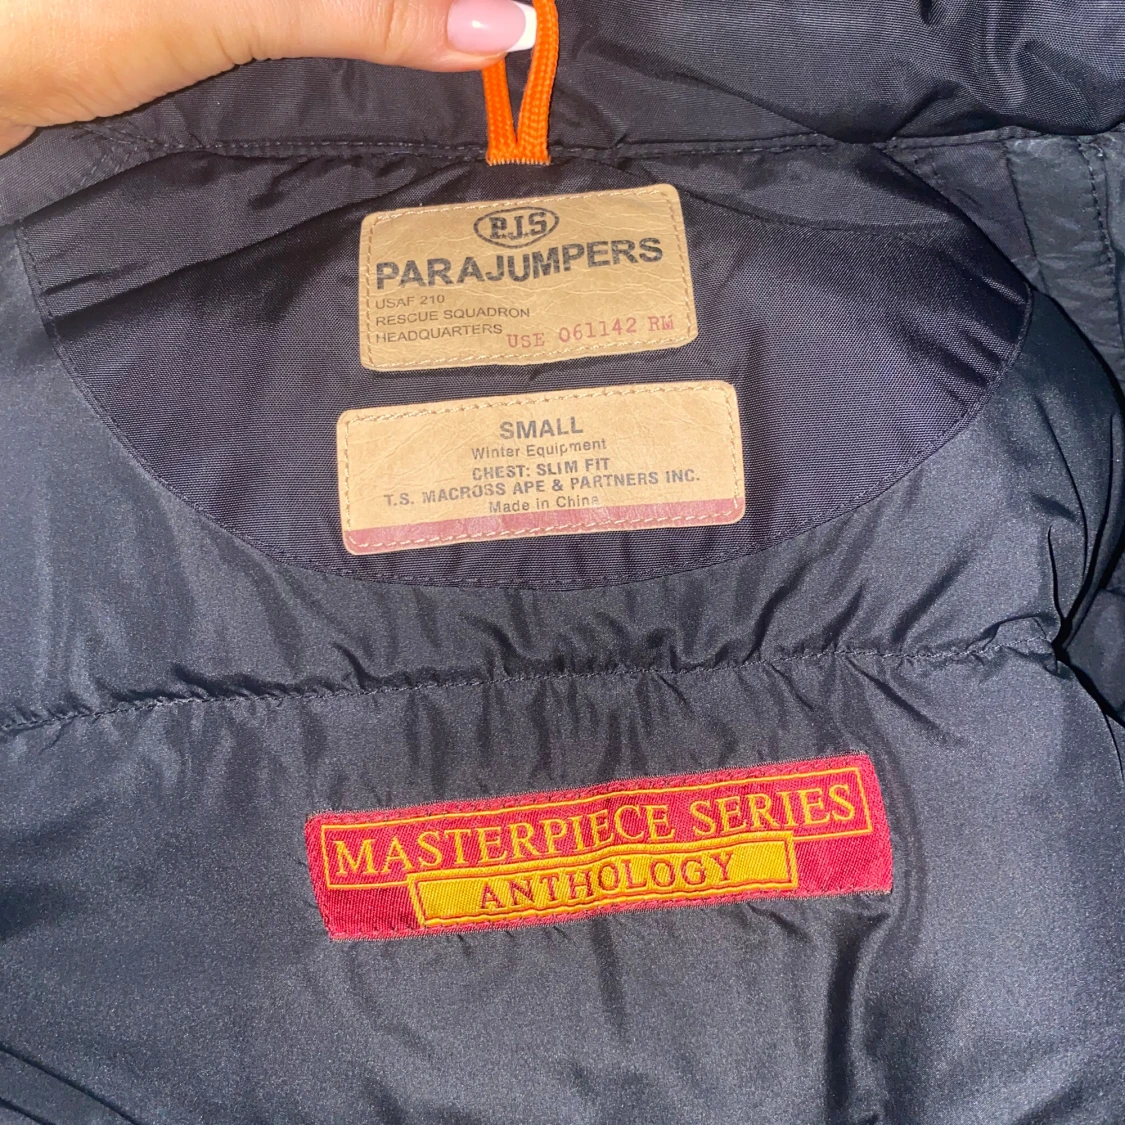 P.J.S
PARAJUMPERS
USAF 210
RESCUE SQUADRON
HEADQUARTERS USE 061142 RM
SMALL
Winter Equipment
CHEST: SLIM FIT
T.S. MACROSS APE & PARTNERS INC.
Made in China
MASTERPIECE SERIES
ANTHOLOGY